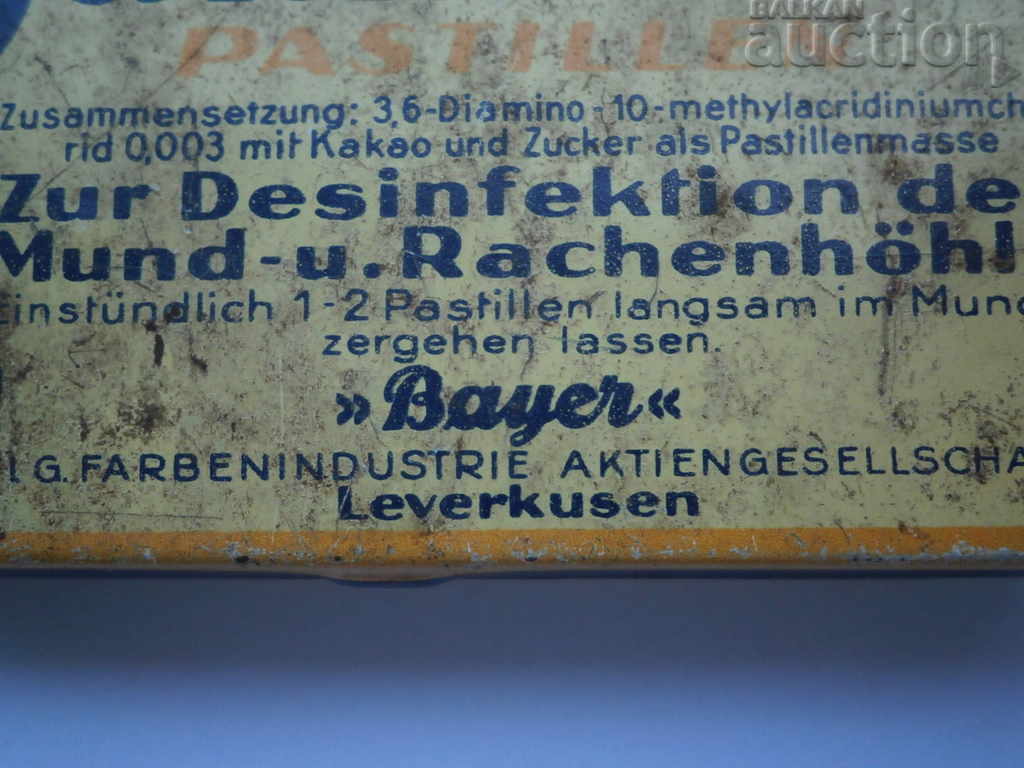 PASTILLE
BALKAN
auction
Zusammensetzung: 3,6-Diamino-10-methylacridiniumch
rid 0,003 mit Kakao und Zucker als Pastillenmasse
Zur Desinfektion de
Mund-u. Rachenhöhl
Einstündlich 1-2 Pastillen langsam im Mund
zergehen lassen.
»Bayer«
I.G. FARBENINDUSTRIE AKTIENGESELLSCHA
Leverkusen